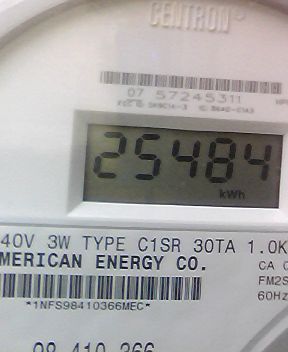 CENTRON
07 57245311
25484
kWh
40V 3W TYPE C1SR 30TA 1.0K
MERICAN ENERGY CO.
CA 0
FM2S
60Hz
*1NFS98410366MEC*
98 410 366